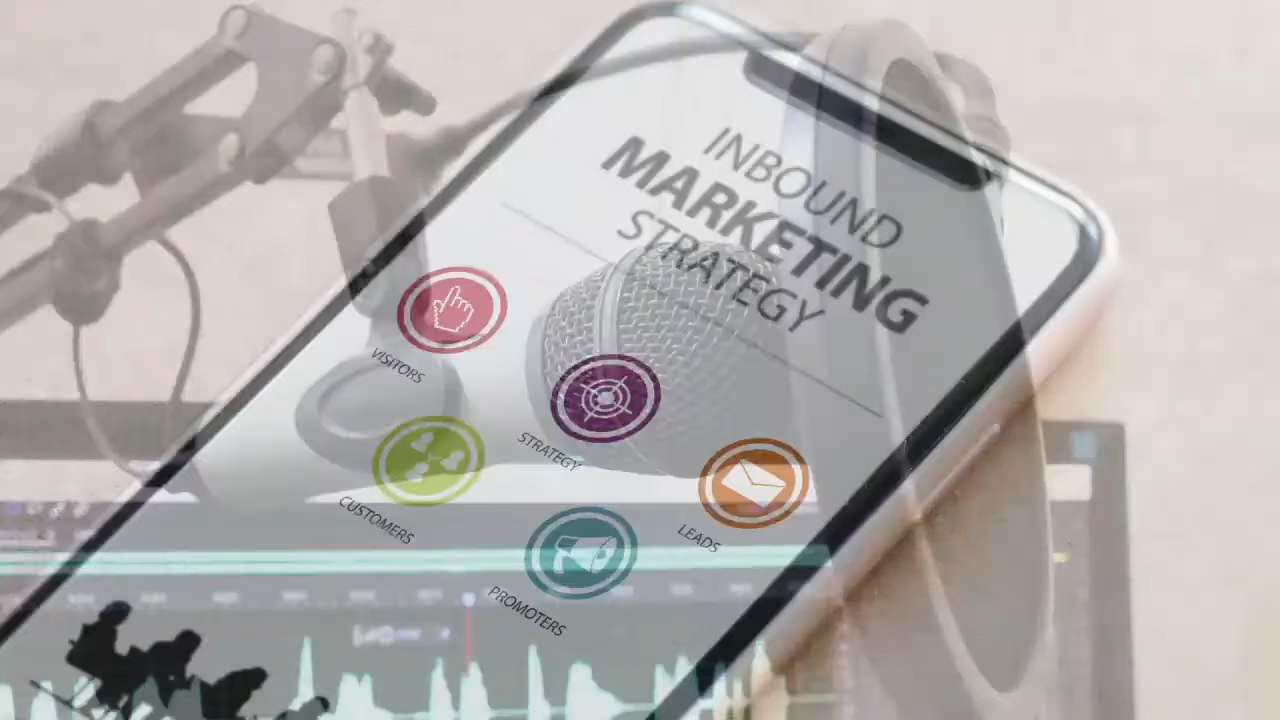 INBOUND
MARKETING
STRATEGY
VISITORS
STRATEGY
CUSTOMERS
LEADS
PROMOTERS